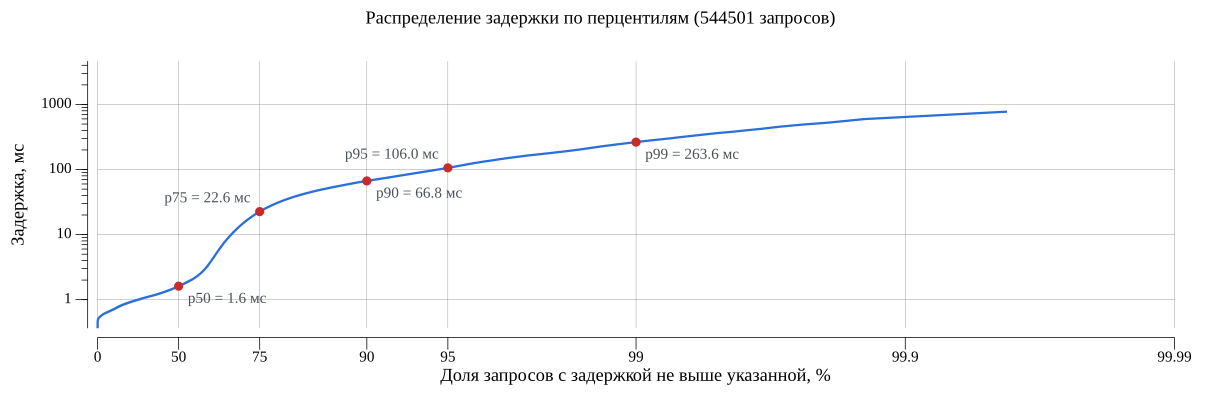 Распределение задержки по перцентилям (544501 запросов)
Задержка, мс
1000
100
10
1
p95 = 106.0 мс
p99 = 263.6 мс
p75 = 22.6 мс
p90 = 66.8 мс
p50 = 1.6 мс
0
50
75
90
95
99
99.9
99.99
Доля запросов с задержкой не выше указанной, %